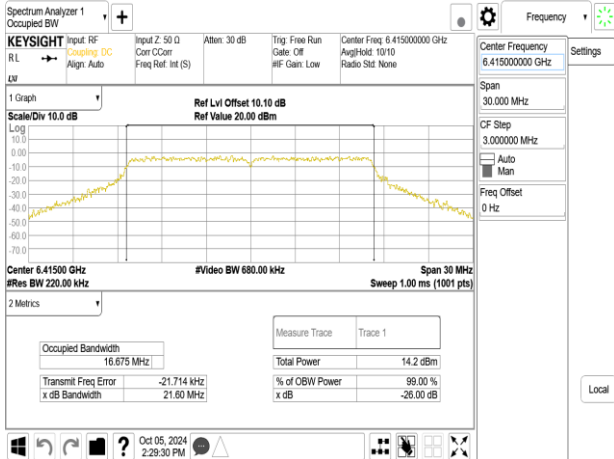 Spectrum Analyzer 1
Occupied BW
Frequency
KEYSIGHT
RL
LXI
Input: RF
Coupling: DC
Align: Auto
Input Z: 50 Ω
Corr CCorr
Freq Ref: Int (S)
Atten: 30 dB
Trig: Free Run
Gate: Off
#IF Gain: Low
Center Freq: 6.415000000 GHz
Avg|Hold: 10/10
Radio Std: None
Center Frequency
6.415000000 GHz
Settings
Span
30.000 MHz
CF Step
3.000000 MHz
Auto
Man
Freq Offset
0 Hz
Local
1 Graph
Scale/Div 10.0 dB
Ref Lvl Offset 10.10 dB
Ref Value 20.00 dBm
Log
10.0
0.00
-10.0
-20.0
-30.0
-40.0
-50.0
-60.0
-70.0
Center 6.41500 GHz
#Video BW 680.00 kHz
Span 30 MHz
#Res BW 220.00 kHz
Sweep 1.00 ms (1001 pts)
2 Metrics
Measure Trace
Trace 1
Occupied Bandwidth
16.675 MHz
Total Power
14.2 dBm
Transmit Freq Error
-21.714 kHz
% of OBW Power
99.00 %
x dB Bandwidth
21.60 MHz
x dB
-26.00 dB
?
Oct 05, 2024
2:29:30 PM